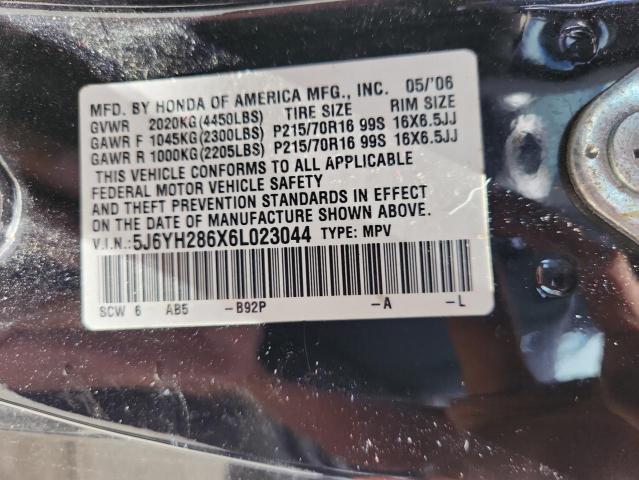 MFD. BY HONDA OF AMERICA MFG., INC. 05/'06
GVWR 2020KG(4450LBS) TIRE SIZE RIM SIZE
GAWR F 1045KG(2300LBS) P215/70R16 99S 16X6.5JJ
GAWR R 1000KG(2205LBS) P215/70R16 99S 16X6.5JJ
THIS VEHICLE CONFORMS TO ALL APPLICABLE
FEDERAL MOTOR VEHICLE SAFETY
AND THEFT PREVENTION STANDARDS IN EFFECT
ON THE DATE OF MANUFACTURE SHOWN ABOVE.
V.I.N.: 5J6YH286X6L023044 TYPE: MPV
SCW 6 AB5 -B92P -A -L